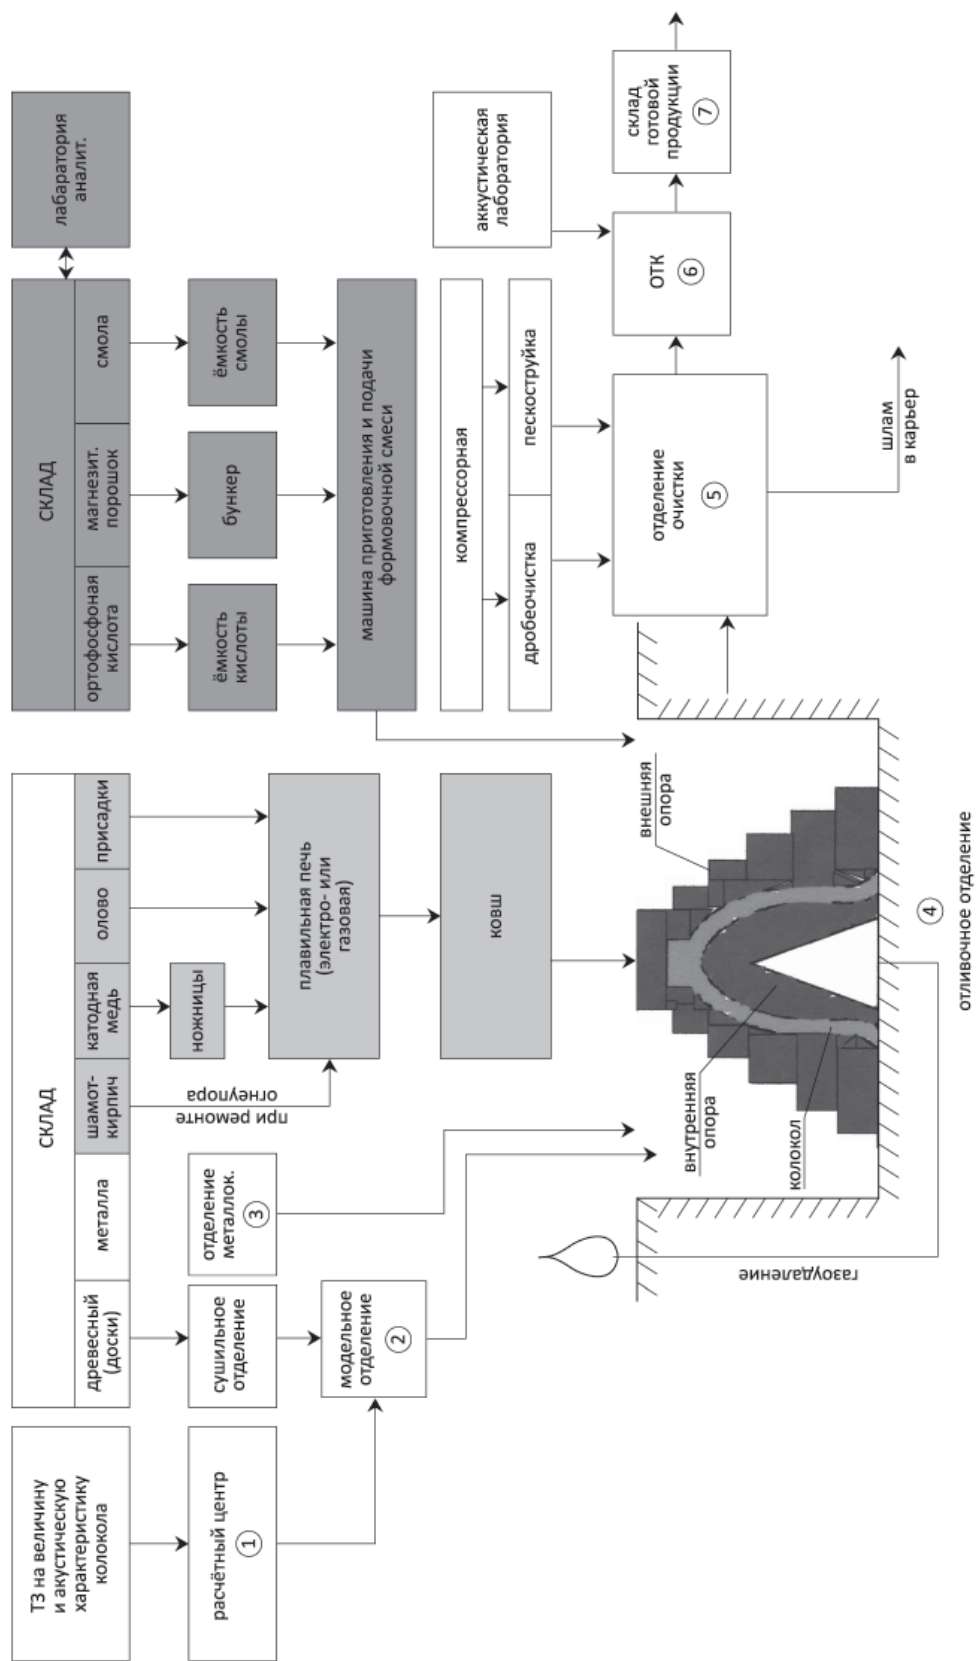 ТЗ на величину
и акустическую
характеристику
колокола
расчётный центр
1
СКЛАД
древесный
(доски)
металла
шамот-
кирпич
катодная
медь
олово
присадки
сушильное
отделение
отделение
металлок.
3
модельное
отделение
2
при ремонте
огнеупора
ножницы
плавильная печь
(электро- или
газовая)
ковш
СКЛАД
ортофосфоная
кислота
магнезит.
порошок
смола
лабаратория
аналит.
ёмкость
кислоты
бункер
ёмкость
смолы
машина приготовления и подачи
формовочной смеси
компрессорная
дробеочистка
пескоструйка
аккустическая
лаборатория
отделение
очистки
5
ОТК
6
склад
готовой
продукции
7
шлам
в карьер
внешняя
опора
внутренняя
опора
колокол
газоудаление
4
отливочное отделение